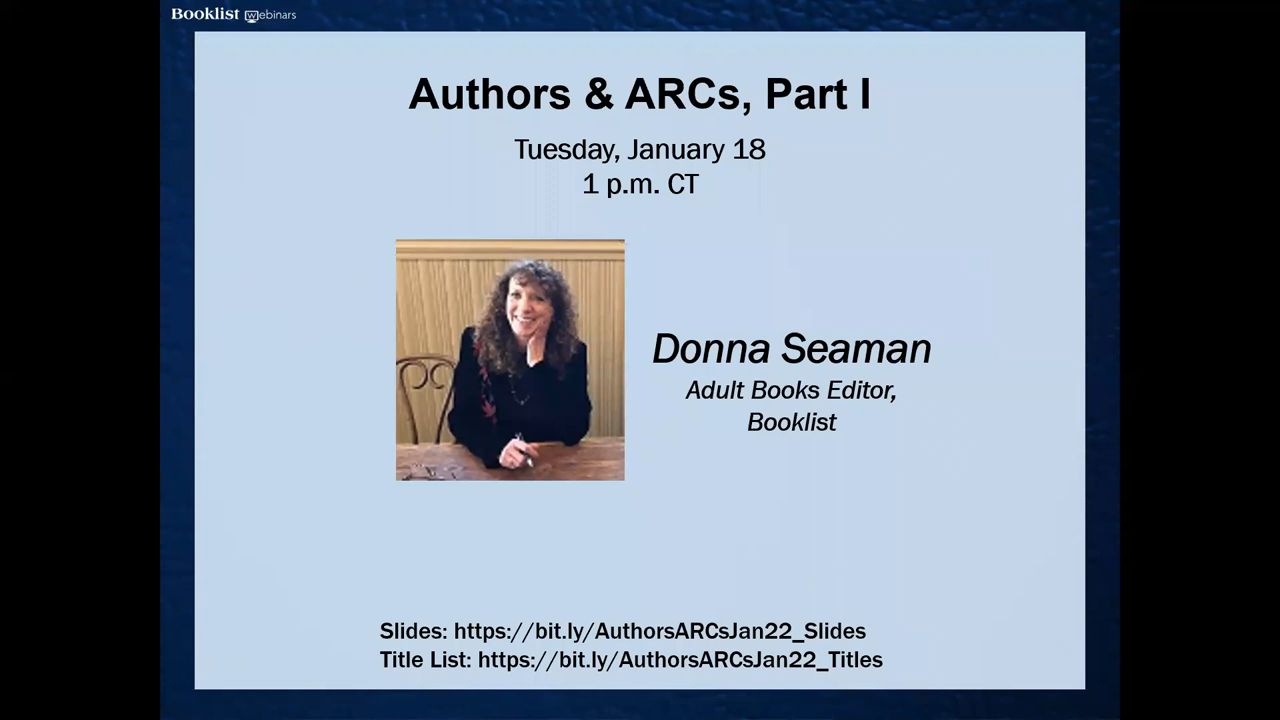 Booklist webinars
Authors & ARCs, Part I
Tuesday, January 18
1 p.m. CT
Donna Seaman
Adult Books Editor,
Booklist
Slides: https://bit.ly/AuthorsARCsJan22_Slides
Title List: https://bit.ly/AuthorsARCsJan22_Titles